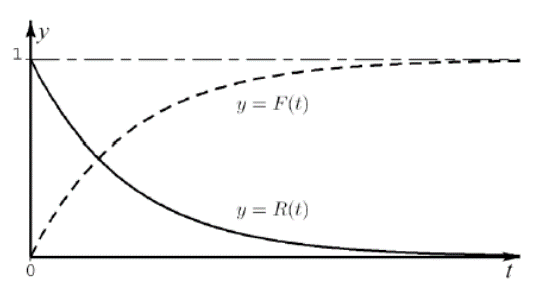 y
1
y = F(t)
y = R(t)
0
t